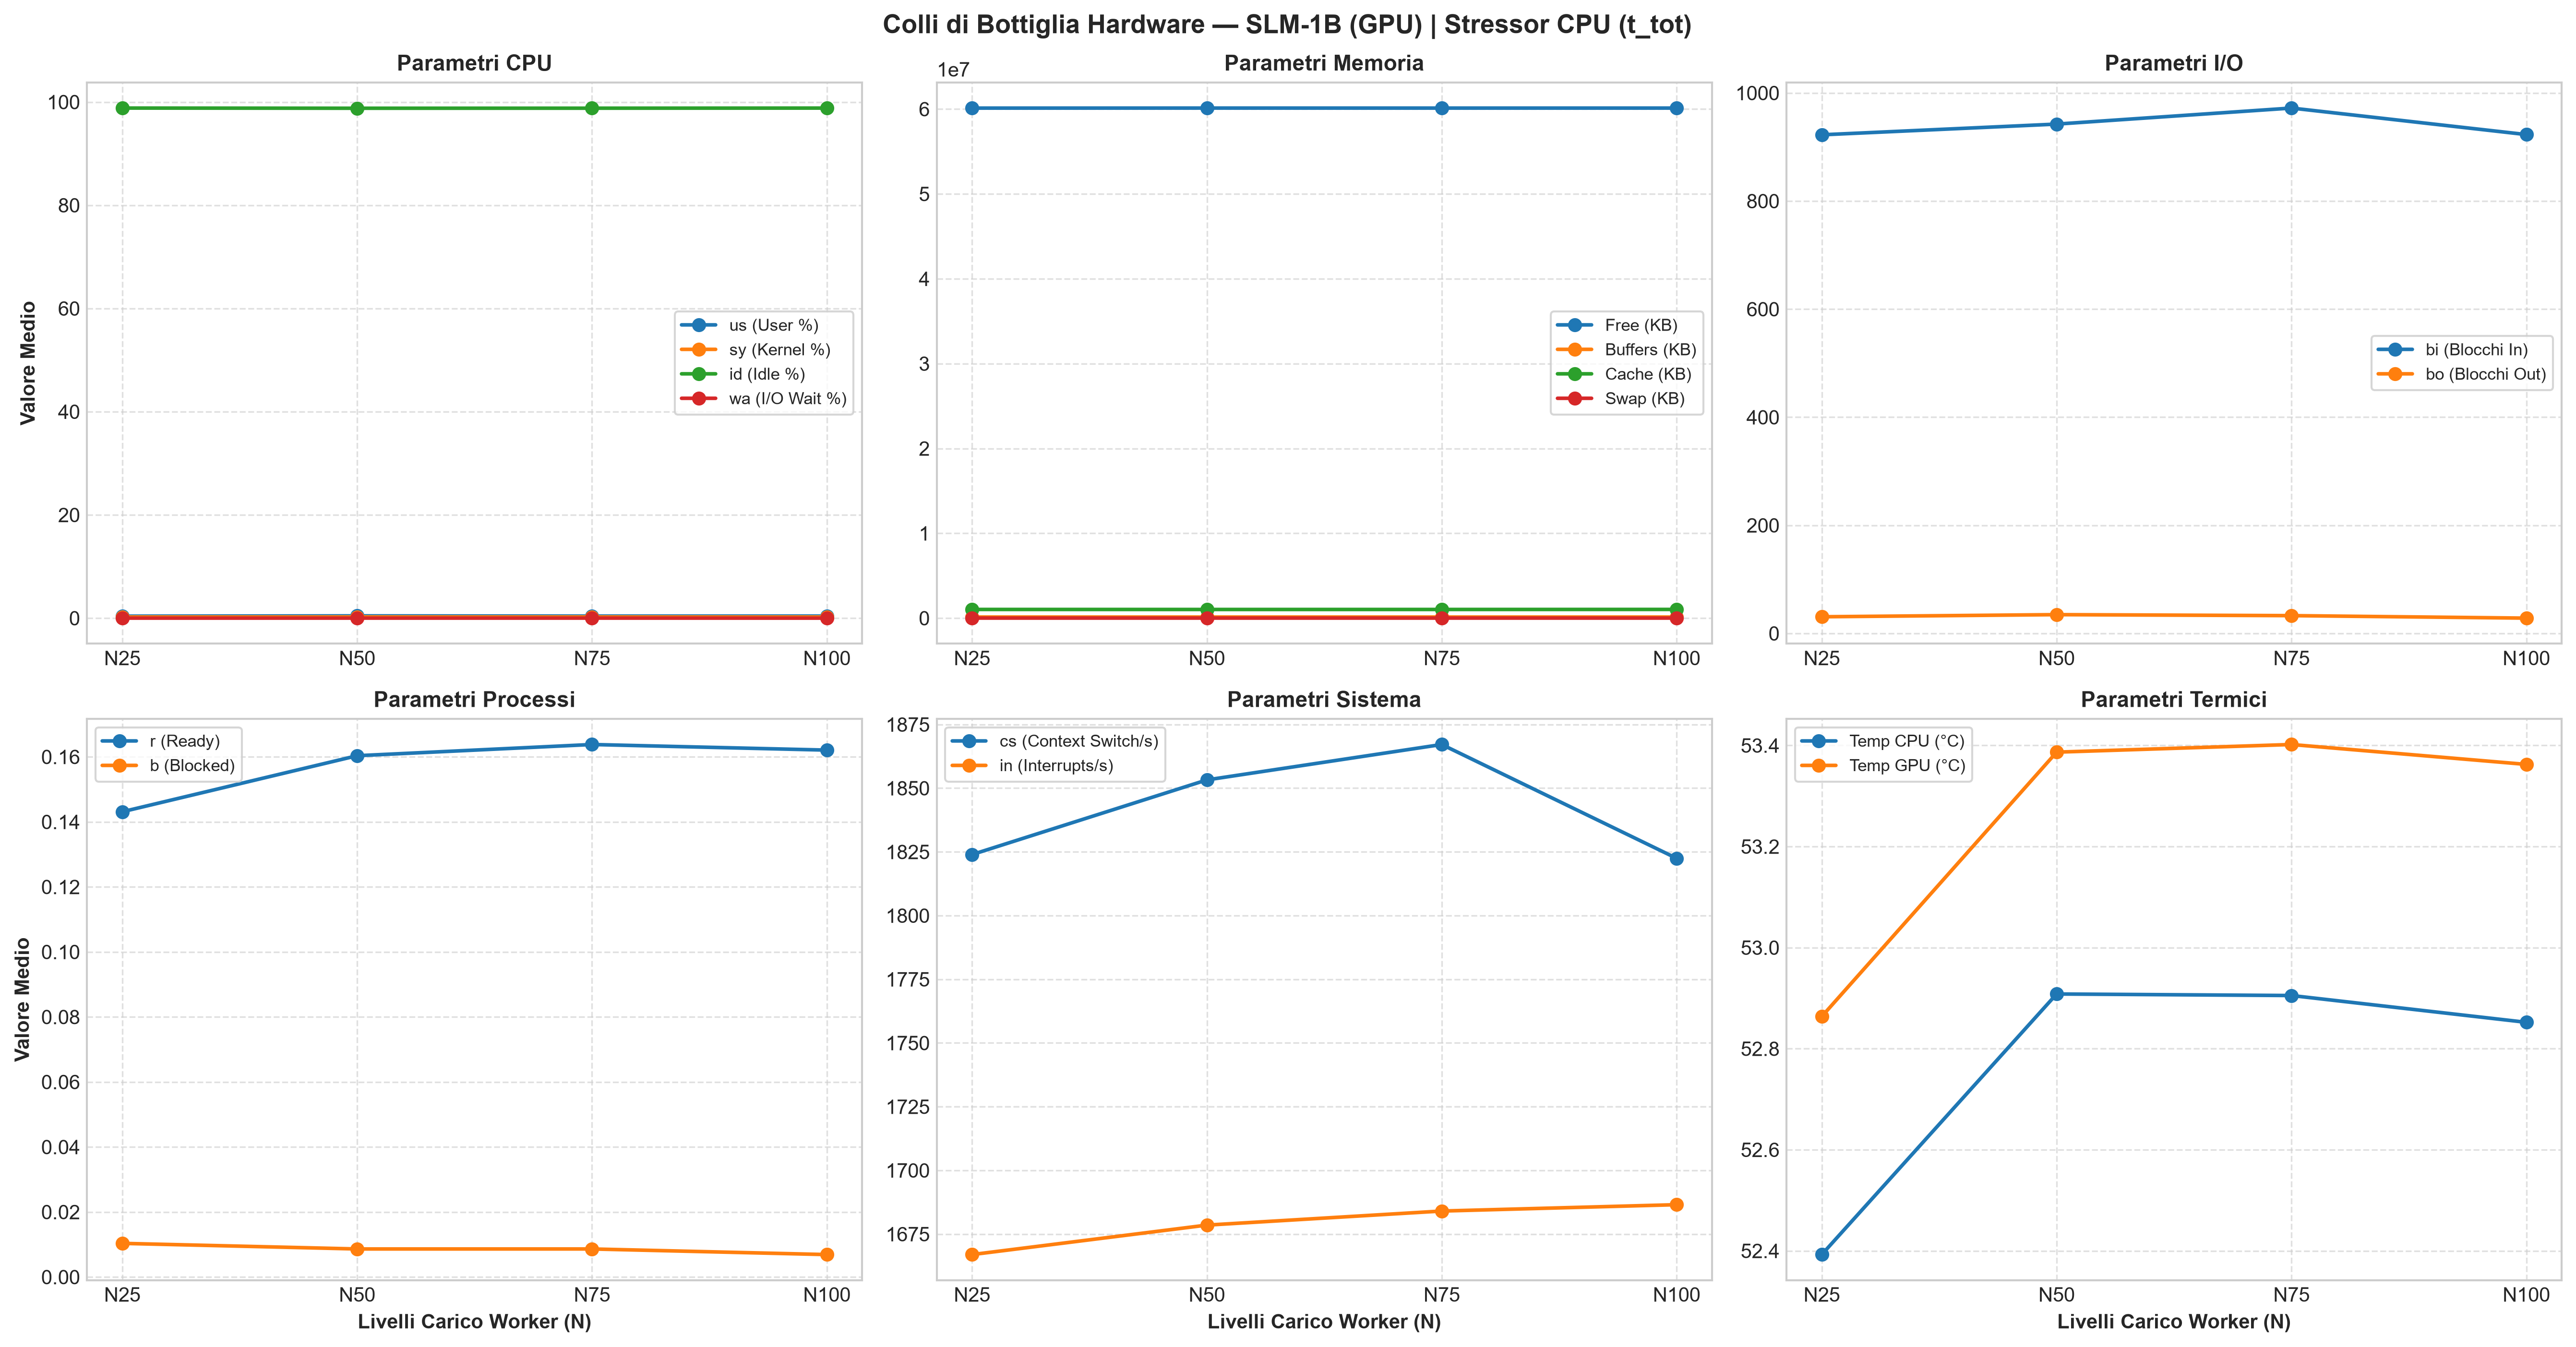 Colli di Bottiglia Hardware — SLM-1B (GPU) | Stressor CPU (t_tot)
Parametri CPU
100
80
60
40
20
0
Valore Medio
us (User %)
sy (Kernel %)
id (Idle %)
wa (I/O Wait %)
N25 N50 N75 N100
Parametri Memoria
1e7
6
5
4
3
2
1
0
Free (KB)
Buffers (KB)
Cache (KB)
Swap (KB)
N25 N50 N75 N100
Parametri I/O
1000
800
600
400
200
0
bi (Blocchi In)
bo (Blocchi Out)
N25 N50 N75 N100
Parametri Processi
r (Ready)
b (Blocked)
0.16
0.14
0.12
0.10
0.08
0.06
0.04
0.02
0.00
Valore Medio
N25 N50 N75 N100
Livelli Carico Worker (N)
Parametri Sistema
cs (Context Switch/s)
in (Interrupts/s)
1875
1850
1825
1800
1775
1750
1725
1700
1675
N25 N50 N75 N100
Livelli Carico Worker (N)
Parametri Termici
Temp CPU (°C)
Temp GPU (°C)
53.4
53.2
53.0
52.8
52.6
52.4
N25 N50 N75 N100
Livelli Carico Worker (N)